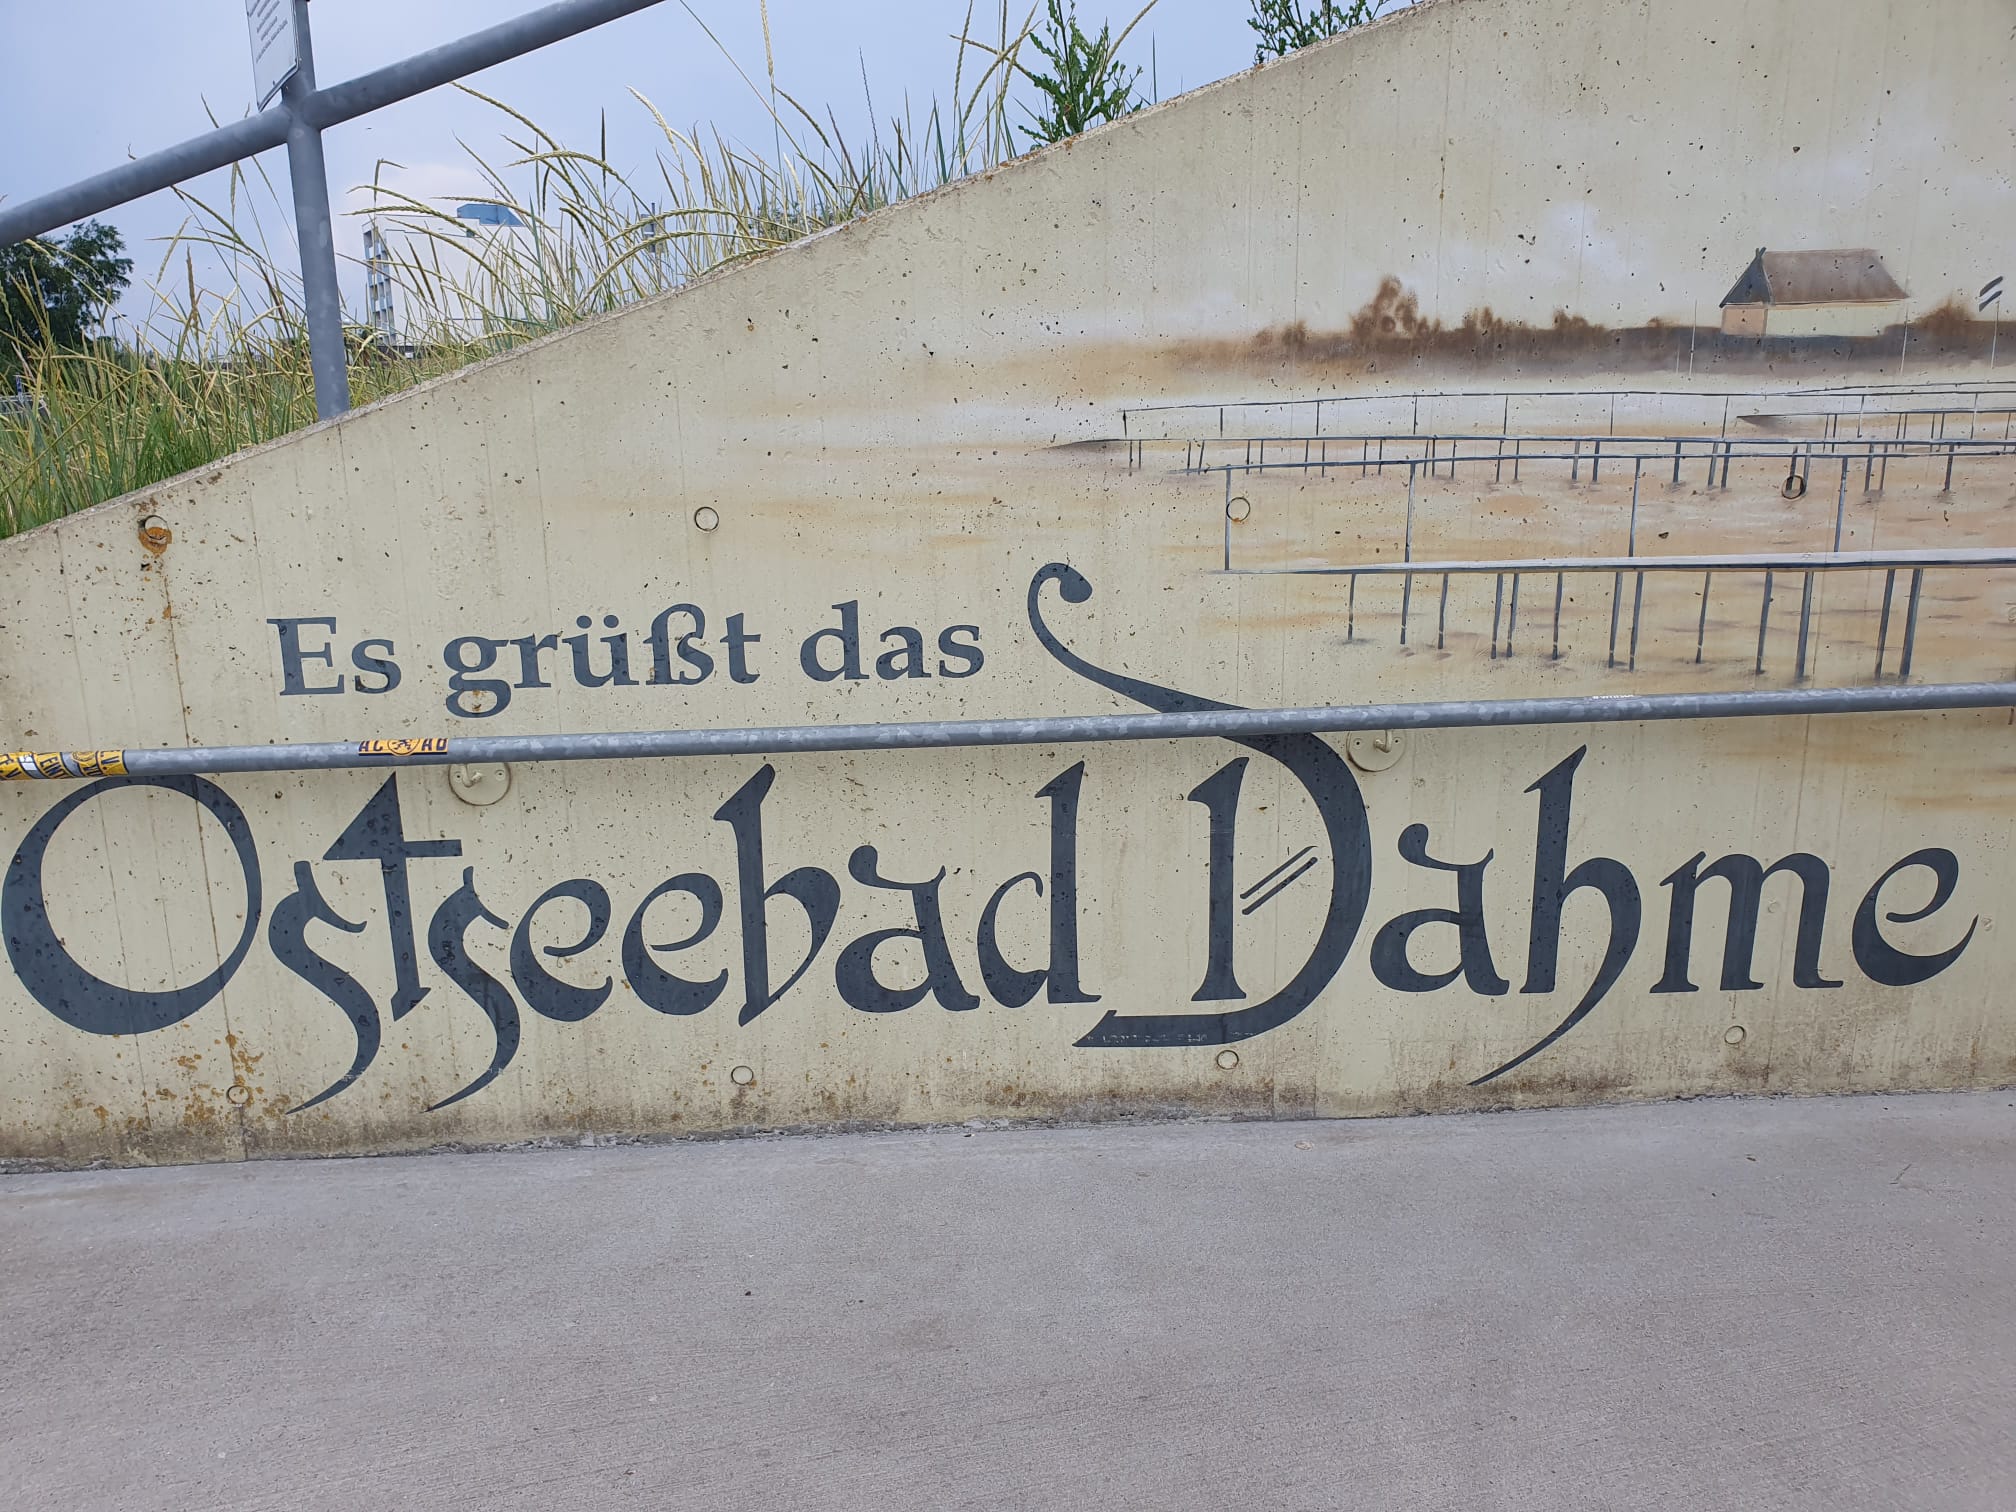 Es grüßt das
Ostseebad Dahme